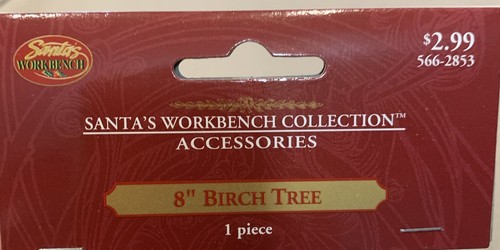 Santa's
WORKBENCH
$2.99
566-2853
SANTA'S WORKBENCH COLLECTION™
ACCESSORIES
8" BIRCH TREE
1 piece